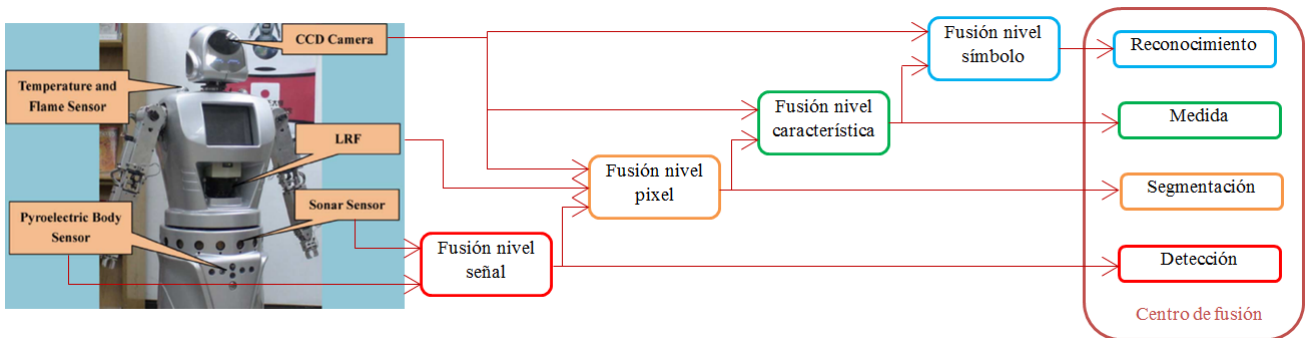 CCD Camera
Temperature and
Flame Sensor
LRF
Sonar Sensor
Pyroelectric Body
Sensor
Fusión nivel
señal
Fusión nivel
pixel
Fusión nivel
característica
Fusión nivel
símbolo
Reconocimiento
Medida
Segmentación
Detección
Centro de fusión